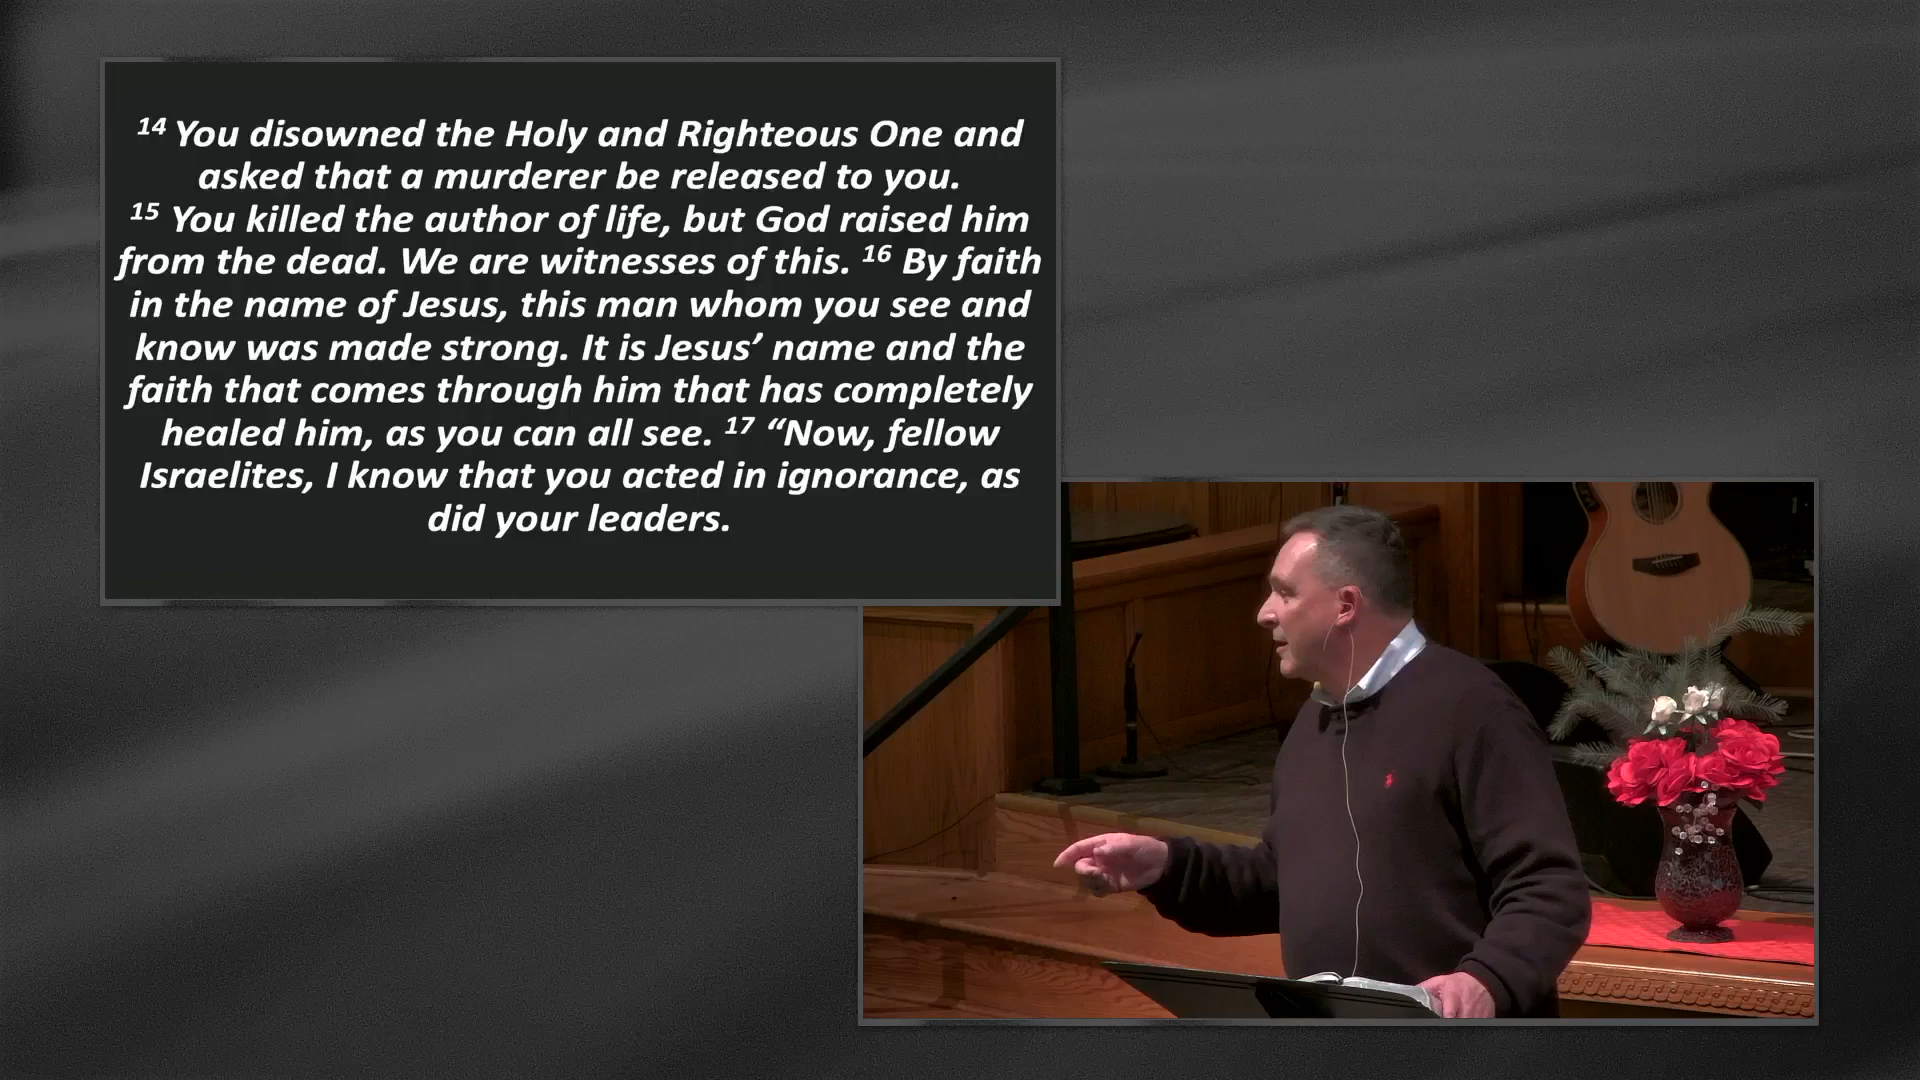 14 You disowned the Holy and Righteous One and
asked that a murderer be released to you.
15 You killed the author of life, but God raised him
from the dead. We are witnesses of this. 16 By faith
in the name of Jesus, this man whom you see and
know was made strong. It is Jesus’ name and the
faith that comes through him that has completely
healed him, as you can all see. 17 “Now, fellow
Israelites, I know that you acted in ignorance, as
did your leaders.